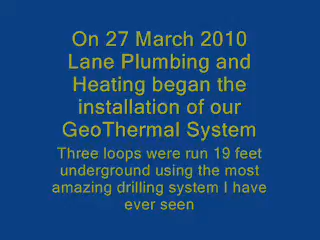 On 27 March 2010
Lane Plumbing and
Heating began the
installation of our
GeoThermal System
Three loops were run 19 feet
underground using the most
amazing drilling system I have
ever seen